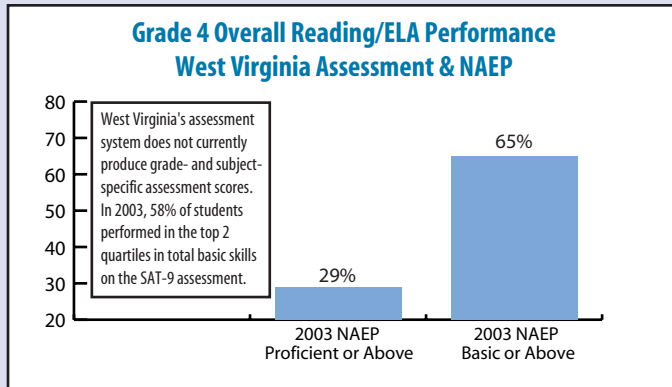 Grade 4 Overall Reading/ELA Performance
West Virginia Assessment & NAEP
80
70
60
50
40
30
20
West Virginia's assessment
system does not currently
produce grade- and subject-
specific assessment scores.
In 2003, 58% of students
performed in the top 2
quartiles in total basic skills
on the SAT-9 assessment.
29%
65%
2003 NAEP
Proficient or Above
2003 NAEP
Basic or Above